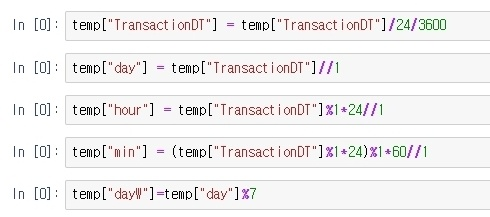 In [0]: temp["TransactionDT"] = temp["TransactionDT"]/24/3600
In [0]: temp["day"] = temp["TransactionDT"]//1
In [0]: temp["hour"] = temp["TransactionDT"]%1*24//1
In [0]: temp["min"] = (temp["TransactionDT"]%1*24)%1*60//1
In [0]: temp["dayW"]=temp["day"]%7